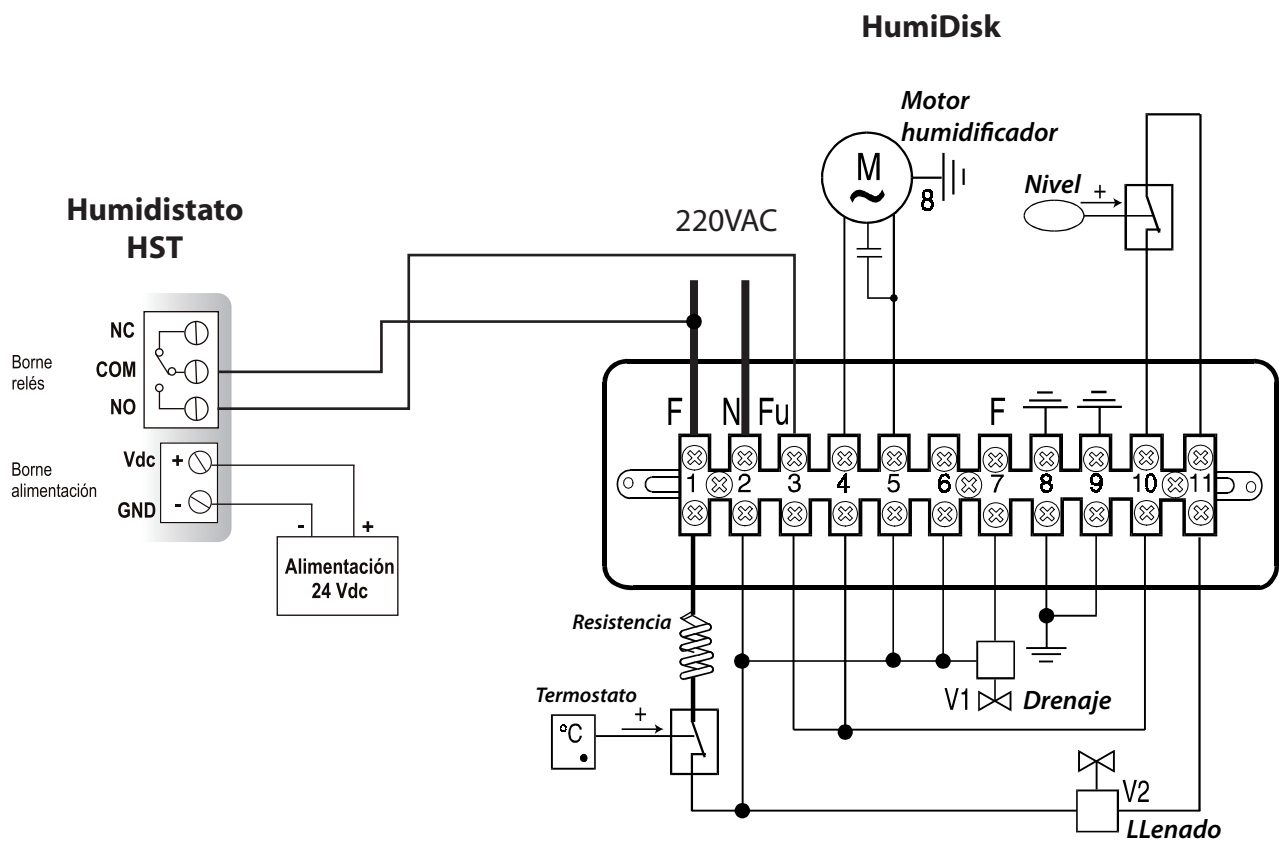 HumiDisk
Motor
humidificador
M
8
Nivel
+
Humidistato
HST
220VAC
NC
COM
NO
Borne
relés
F
N
Fu
F
1 2 3 4 5 6 7 8 9 10 11
Vdc
+
GND
-
Borne
alimentación
-
+
Alimentación
24 Vdc
Resistencia
Termostato
+
°C
V1
Drenaje
V2
LLenado